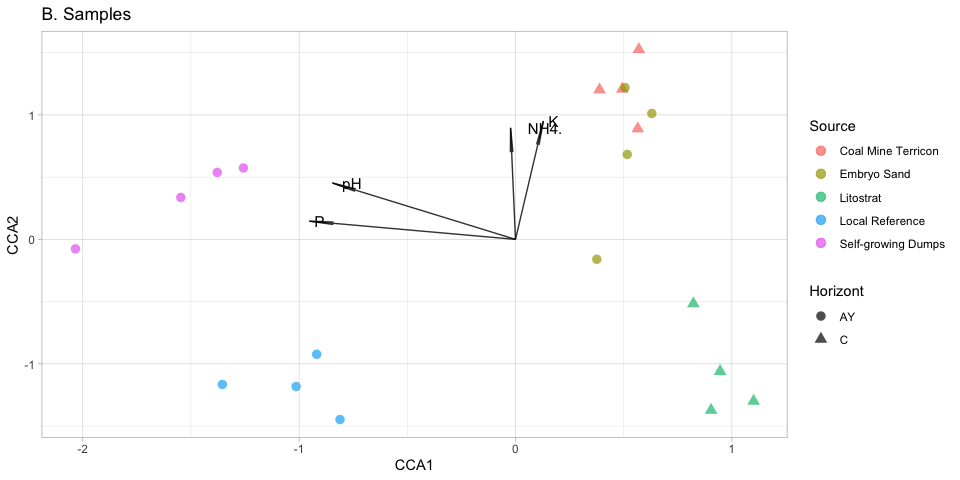 B. Samples
CCA2
1
0
-1
K
NH4.
pH
P
-2
-1
0
1
CCA1
Source
Coal Mine Terricon
Embryo Sand
Litostrat
Local Reference
Self-growing Dumps
Horizont
AY
C